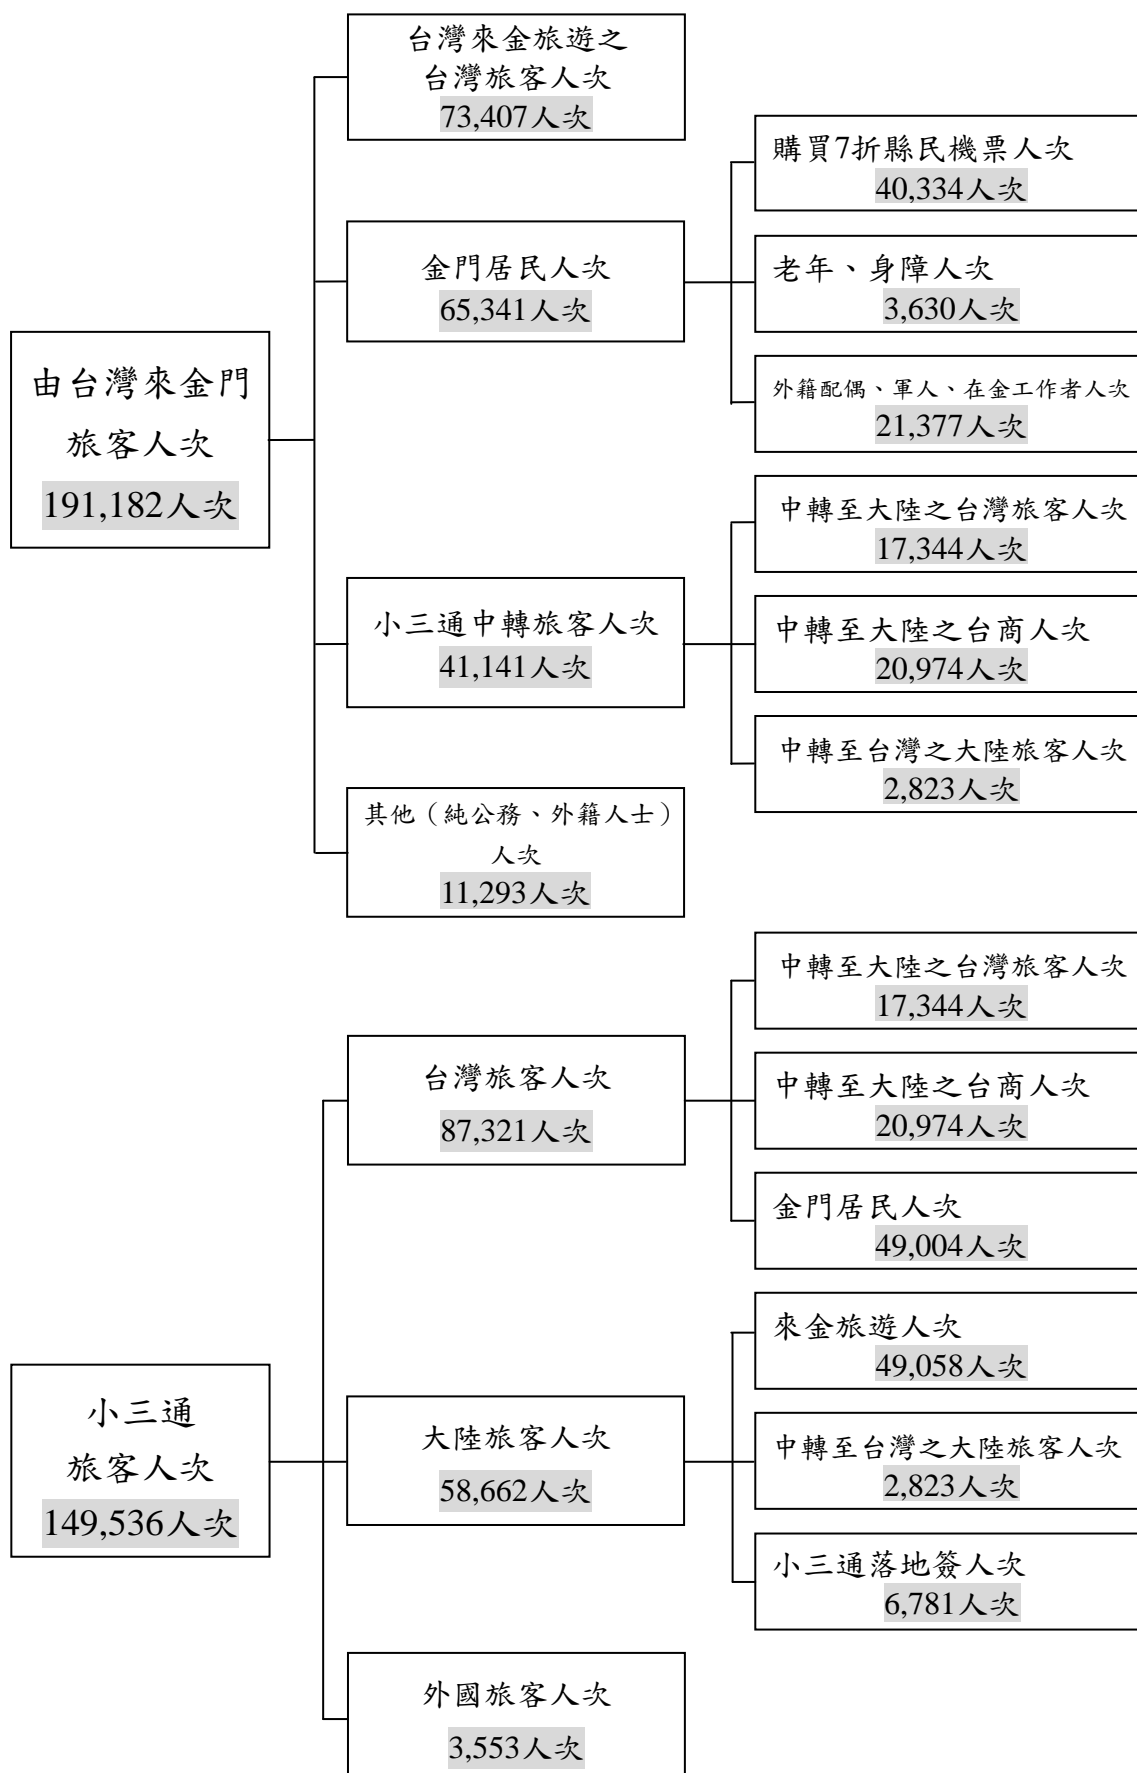 台灣來金旅遊之
台灣旅客人次
73,407人次
購買7折縣民機票人次
40,334人次
金門居民人次
65,341人次
老年、身障人次
3,630人次
外籍配偶、軍人、在金工作者人次
21,377人次
由台灣來金門
旅客人次
191,182人次
中轉至大陸之台灣旅客人次
17,344人次
小三通中轉旅客人次
41,141人次
中轉至大陸之台商人次
20,974人次
中轉至台灣之大陸旅客人次
2,823人次
其他（純公務、外籍人士）
人次
11,293人次
中轉至大陸之台灣旅客人次
17,344人次
台灣旅客人次
87,321人次
中轉至大陸之台商人次
20,974人次
金門居民人次
49,004人次
來金旅遊人次
49,058人次
小三通
旅客人次
149,536人次
大陸旅客人次
58,662人次
中轉至台灣之大陸旅客人次
2,823人次
小三通落地簽人次
6,781人次
外國旅客人次
3,553人次